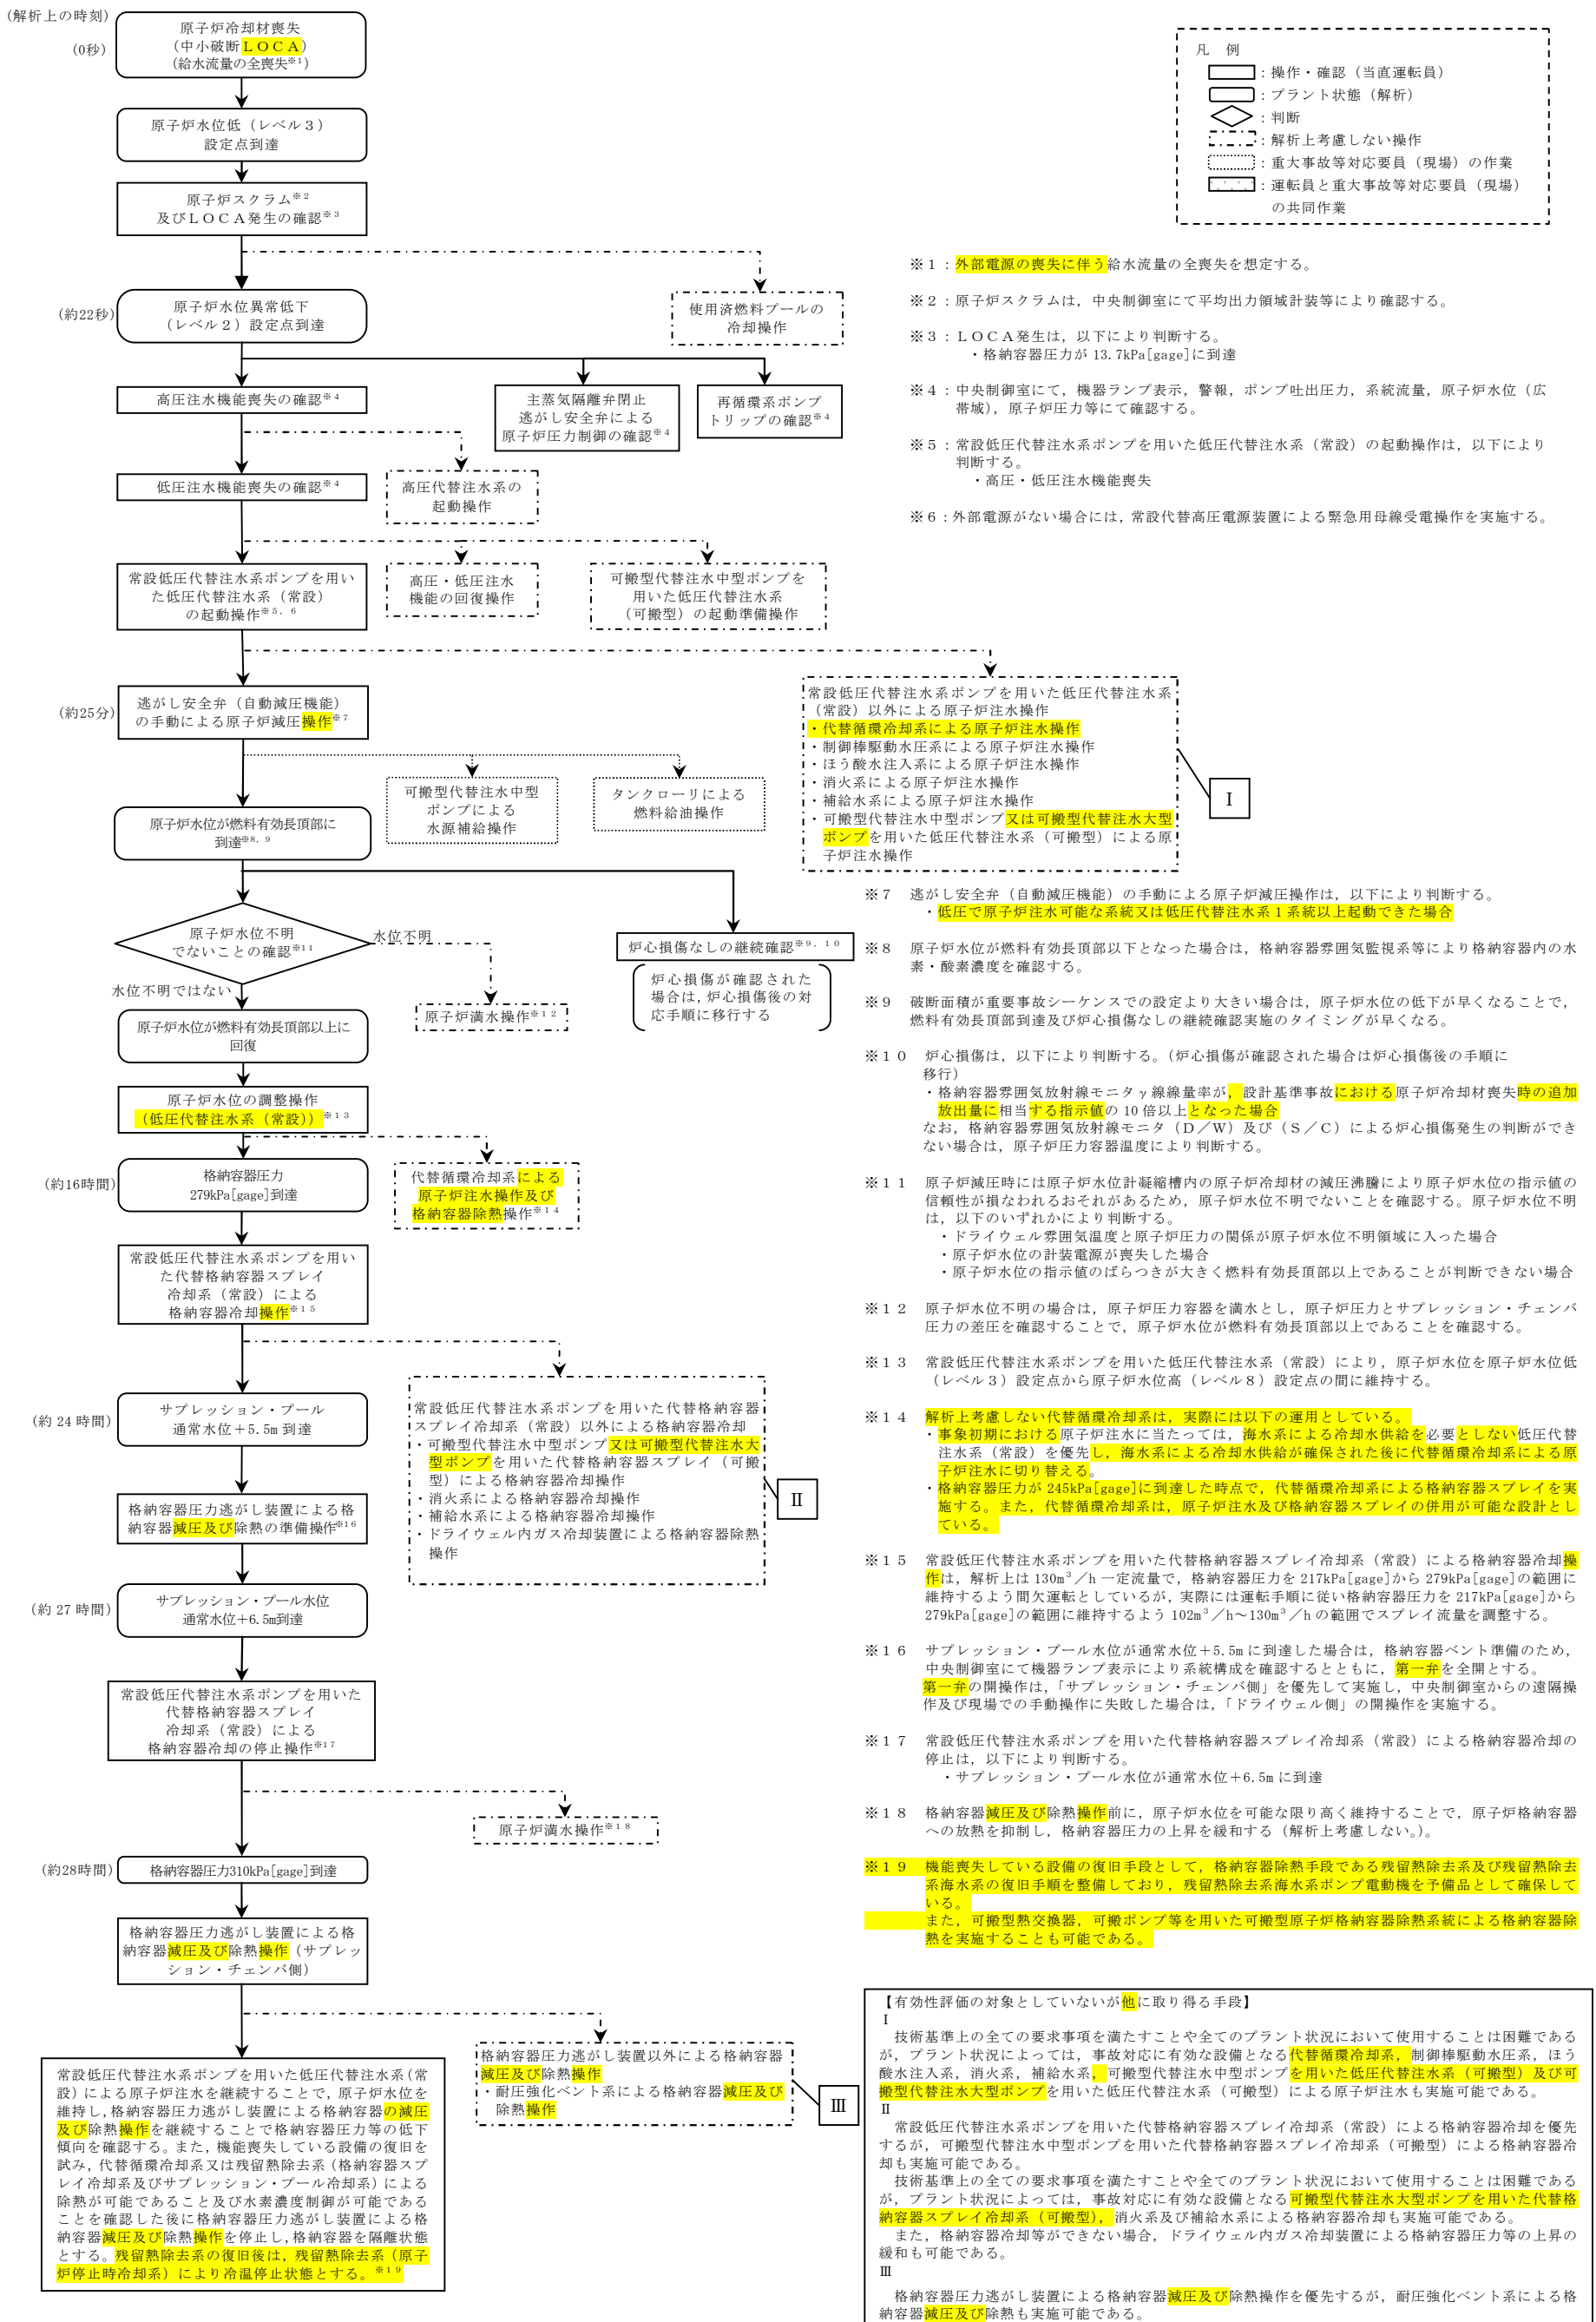 (解析上の時刻)
(0秒)
原子炉冷却材喪失
(中小破断LOCA)
(給水流量の全喪失※1)
原子炉水位低(レベル3)
設定点到達
原子炉スクラム※2
及びLOCA発生の確認※3
(約22秒)
原子炉水位異常低下
(レベル2)設定点到達
使用済燃料プールの
冷却操作
高圧注水機能喪失の確認※4
主蒸気隔離弁閉止
逃がし安全弁による
原子炉圧力制御の確認※4
再循環系ポンプ
トリップの確認※4
低圧注水機能喪失の確認※4
高圧代替注水系の
起動操作
常設低圧代替注水系ポンプを用い
た低圧代替注水系(常設)
の起動操作※5,6
高圧・低圧注水
機能の回復操作
可搬型代替注水中型ポンプを
用いた低圧代替注水系
(可搬型)の起動準備操作
(約25分)
逃がし安全弁(自動減圧機能)
の手動による原子炉減圧操作※7
可搬型代替注水中型
ポンプによる
水源補給操作
タンクローリによる
燃料給油操作
常設低圧代替注水系ポンプを用いた低圧代替注水系
(常設)以外による原子炉注水操作
・代替循環冷却系による原子炉注水操作
・制御棒駆動水圧系による原子炉注水操作
・ほう酸水注入系による原子炉注水操作
・消火系による原子炉注水操作
・補給水系による原子炉注水操作
・可搬型代替注水中型ポンプ又は可搬型代替注水大型
ポンプを用いた低圧代替注水系(可搬型)による原
子炉注水操作
Ⅰ
原子炉水位が燃料有効長頂部に
到達※8,9
原子炉水位不明
でないことの確認※11
水位不明
水位不明ではない
原子炉満水操作※12
炉心損傷なしの継続確認※9,10
炉心損傷が確認された
場合は,炉心損傷後の対
応手順に移行する
原子炉水位が燃料有効長頂部以上に
回復
原子炉水位の調整操作
(低圧代替注水系(常設))※13
(約16時間)
格納容器圧力
279kPa[gage]到達
代替循環冷却系による
原子炉注水操作及び
格納容器除熱操作※14
常設低圧代替注水系ポンプを用い
た代替格納容器スプレイ
冷却系(常設)による
格納容器冷却操作※15
(約 24 時間)
サプレッション・プール
通常水位+5.5m 到達
常設低圧代替注水系ポンプを用いた代替格納容器
スプレイ冷却系(常設)以外による格納容器冷却
・可搬型代替注水中型ポンプ又は可搬型代替注水大
型ポンプを用いた代替格納容器スプレイ(可搬
型)による格納容器冷却操作
・消火系による格納容器冷却操作
・補給水系による格納容器冷却操作
・ドライウェル内ガス冷却装置による格納容器除熱
操作
Ⅱ
格納容器圧力逃がし装置による格
納容器減圧及び除熱の準備操作※16
(約 27 時間)
サプレッション・プール水位
通常水位+6.5m到達
常設低圧代替注水系ポンプを用いた
代替格納容器スプレイ
冷却系(常設)による
格納容器冷却の停止操作※17
原子炉満水操作※18
(約28時間)
格納容器圧力310kPa[gage]到達
格納容器圧力逃がし装置による格
納容器減圧及び除熱操作(サプレッ
ション・チェンバ側)
格納容器圧力逃がし装置以外による格納容器
減圧及び除熱操作
・耐圧強化ベント系による格納容器減圧及び
除熱操作
Ⅲ
常設低圧代替注水系ポンプを用いた低圧代替注水系(常
設)による原子炉注水を継続することで,原子炉水位を
維持し,格納容器圧力逃がし装置による格納容器の減圧
及び除熱操作を継続することで格納容器圧力等の低下
傾向を確認する。また,機能喪失している設備の復旧を
試み,代替循環冷却系又は残留熱除去系(格納容器スプ
レイ冷却系及びサプレッション・プール冷却系)による
除熱が可能であること及び水素濃度制御が可能である
ことを確認した後に格納容器圧力逃がし装置による格
納容器減圧及び除熱操作を停止し,格納容器を隔離状態
とする。残留熱除去系の復旧後は,残留熱除去系(原子
炉停止時冷却系)により冷温停止状態とする。※19
凡 例
:操作・確認(当直運転員)
:プラント状態(解析)
:判断
:解析上考慮しない操作
:重大事故等対応要員(現場)の作業
:運転員と重大事故等対応要員(現場)
の共同作業
※1:外部電源の喪失に伴う給水流量の全喪失を想定する。
※2:原子炉スクラムは,中央制御室にて平均出力領域計装等により確認する。
※3:LOCA発生は,以下により判断する。
・格納容器圧力が 13.7kPa[gage]に到達
※4:中央制御室にて,機器ランプ表示,警報,ポンプ吐出圧力,系統流量,原子炉水位(広
帯域),原子炉圧力等にて確認する。
※5:常設低圧代替注水系ポンプを用いた低圧代替注水系(常設)の起動操作は,以下により
判断する。
・高圧・低圧注水機能喪失
※6:外部電源がない場合には,常設代替高圧電源装置による緊急用母線受電操作を実施する。
※7 逃がし安全弁(自動減圧機能)の手動による原子炉減圧操作は,以下により判断する。
・低圧で原子炉注水可能な系統又は低圧代替注水系1系統以上起動できた場合
※8 原子炉水位が燃料有効長頂部以下となった場合は,格納容器雰囲気監視系等により格納容器内の水
素・酸素濃度を確認する。
※9 破断面積が重要事故シーケンスでの設定より大きい場合は,原子炉水位の低下が早くなることで,
燃料有効長頂部到達及び炉心損傷なしの継続確認実施のタイミングが早くなる。
※10 炉心損傷は,以下により判断する。(炉心損傷が確認された場合は炉心損傷後の手順に
移行)
・格納容器雰囲気放射線モニタγ線線量率が,設計基準事故における原子炉冷却材喪失時の追加
放出量に相当する指示値の 10 倍以上となった場合
なお,格納容器雰囲気放射線モニタ(D/W)及び(S/C)による炉心損傷発生の判断ができ
ない場合は,原子炉圧力容器温度により判断する。
※11 原子炉減圧時には原子炉水位計凝縮槽内の原子炉冷却材の減圧沸騰により原子炉水位の指示値の
信頼性が損なわれるおそれがあるため,原子炉水位不明でないことを確認する。原子炉水位不明
は,以下のいずれかにより判断する。
・ドライウェル雰囲気温度と原子炉圧力の関係が原子炉水位不明領域に入った場合
・原子炉水位の計装電源が喪失した場合
・原子炉水位の指示値のばらつきが大きく燃料有効長頂部以上であることが判断できない場合
※12 原子炉水位不明の場合は,原子炉圧力容器を満水とし,原子炉圧力とサプレッション・チェンバ
圧力の差圧を確認することで,原子炉水位が燃料有効長頂部以上であることを確認する。
※13 常設低圧代替注水系ポンプを用いた低圧代替注水系(常設)により,原子炉水位を原子炉水位低
(レベル3)設定点から原子炉水位高(レベル8)設定点の間に維持する。
※14 解析上考慮しない代替循環冷却系は,実際には以下の運用としている。
・事象初期における原子炉注水に当たっては,海水系による冷却水供給を必要としない低圧代替
注水系(常設)を優先し,海水系による冷却水供給が確保された後に代替循環冷却系による原
子炉注水に切り替える。
・格納容器圧力が 245kPa[gage]に到達した時点で,代替循環冷却系による格納容器スプレイを実
施する。また,代替循環冷却系は,原子炉注水及び格納容器スプレイの併用が可能な設計とし
ている。
※15 常設低圧代替注水系ポンプを用いた代替格納容器スプレイ冷却系(常設)による格納容器冷却操
作は,解析上は 130m³/h 一定流量で,格納容器圧力を 217kPa[gage]から 279kPa[gage]の範囲に
維持するよう間欠運転としているが,実際には運転手順に従い格納容器圧力を 217kPa[gage]から
279kPa[gage]の範囲に維持するよう 102m³/h~130m³/h の範囲でスプレイ流量を調整する。
※16 サプレッション・プール水位が通常水位+5.5m に到達した場合は,格納容器ベント準備のため,
中央制御室にて機器ランプ表示により系統構成を確認するとともに,第一弁を全開とする。
第一弁の開操作は,「サプレッション・チェンバ側」を優先して実施し,中央制御室からの遠隔操
作及び現場での手動操作に失敗した場合は,「ドライウェル側」の開操作を実施する。
※17 常設低圧代替注水系ポンプを用いた代替格納容器スプレイ冷却系(常設)による格納容器冷却の
停止は,以下により判断する。
・サプレッション・プール水位が通常水位+6.5m に到達
※18 格納容器減圧及び除熱操作前に,原子炉水位を可能な限り高く維持することで,原子炉格納容器
への放熱を抑制し,格納容器圧力の上昇を緩和する(解析上考慮しない。)。
※19 機能喪失している設備の復旧手段として,格納容器除熱手段である残留熱除去系及び残留熱除去
系海水系の復旧手順を整備しており,残留熱除去系海水系ポンプ電動機を予備品として確保して
いる。
また,可搬型熱交換器,可搬ポンプ等を用いた可搬型原子炉格納容器除熱系統による格納容器除
熱を実施することも可能である。
【有効性評価の対象としていないが他に取り得る手段】
Ⅰ
技術基準上の全ての要求事項を満たすことや全てのプラント状況において使用することは困難である
が,プラント状況によっては,事故対応に有効な設備となる代替循環冷却系,制御棒駆動水圧系,ほう
酸水注入系,消火系,補給水系,可搬型代替注水中型ポンプを用いた低圧代替注水系(可搬型)及び可
搬型代替注水大型ポンプを用いた低圧代替注水系(可搬型)による原子炉注水も実施可能である。
Ⅱ
常設低圧代替注水系ポンプを用いた代替格納容器スプレイ冷却系(常設)による格納容器冷却を優先
するが,可搬型代替注水中型ポンプを用いた代替格納容器スプレイ冷却系(可搬型)による格納容器冷
却も実施可能である。
技術基準上の全ての要求事項を満たすことや全てのプラント状況において使用することは困難である
が,プラント状況によっては,事故対応に有効な設備となる可搬型代替注水大型ポンプを用いた代替格
納容器スプレイ冷却系(可搬型),消火系及び補給水系による格納容器冷却も実施可能である。
また,格納容器冷却等ができない場合,ドライウェル内ガス冷却装置による格納容器圧力等の上昇の
緩和も可能である。
Ⅲ
格納容器圧力逃がし装置による格納容器減圧及び除熱操作を優先するが,耐圧強化ベント系による格
納容器減圧及び除熱も実施可能である。